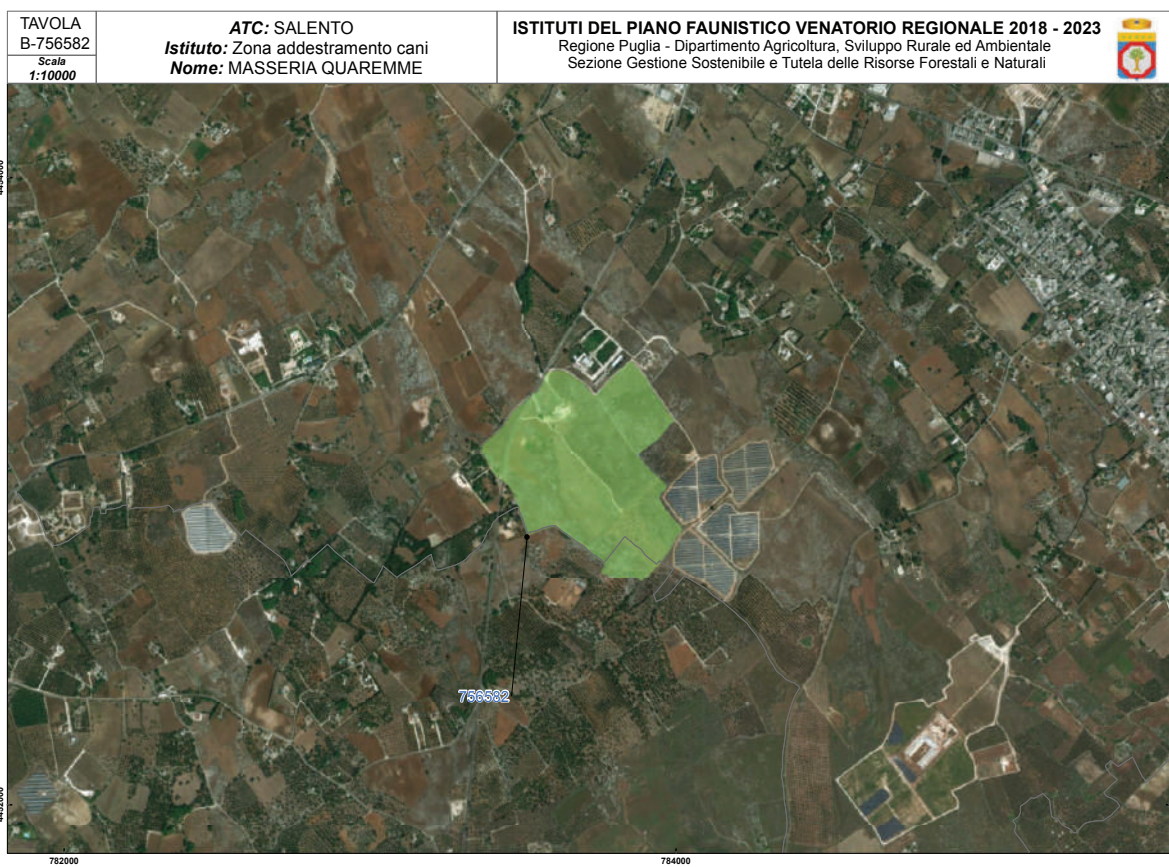 TAVOLA
B-756582
Scala
1:10000
ATC: SALENTO
Istituto: Zona addestramento cani
Nome: MASSERIA QUAREMME
ISTITUTI DEL PIANO FAUNISTICO VENATORIO REGIONALE 2018 - 2023
Regione Puglia - Dipartimento Agricoltura, Sviluppo Rurale ed Ambientale
Sezione Gestione Sostenibile e Tutela delle Risorse Forestali e Naturali
756582
782000
784000